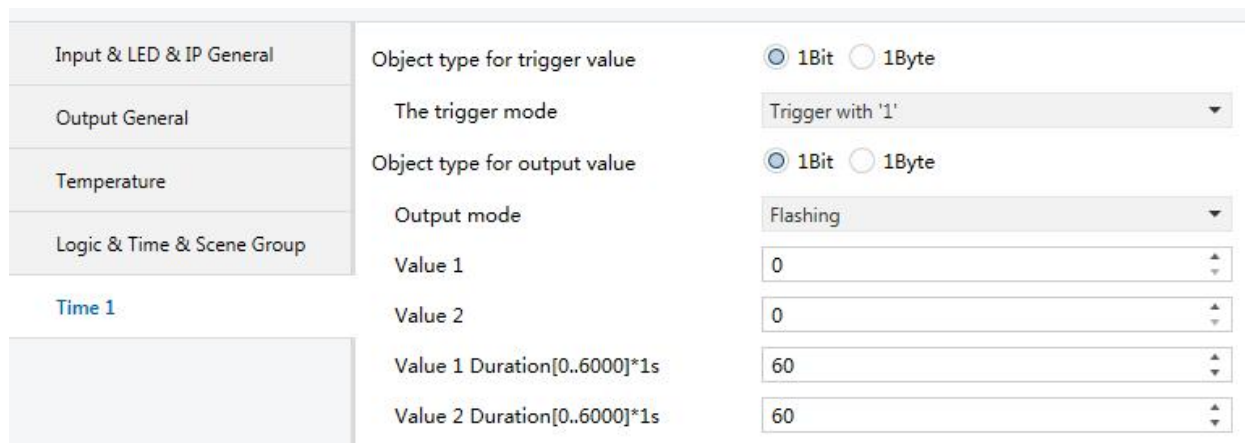 Input & LED & IP General
Output General
Temperature
Logic & Time & Scene Group
Time 1
Object type for trigger value 1Bit 1Byte
The trigger mode Trigger with '1'
Object type for output value 1Bit 1Byte
Output mode Flashing
Value 1 0
Value 2 0
Value 1 Duration[0..6000]*1s 60
Value 2 Duration[0..6000]*1s 60